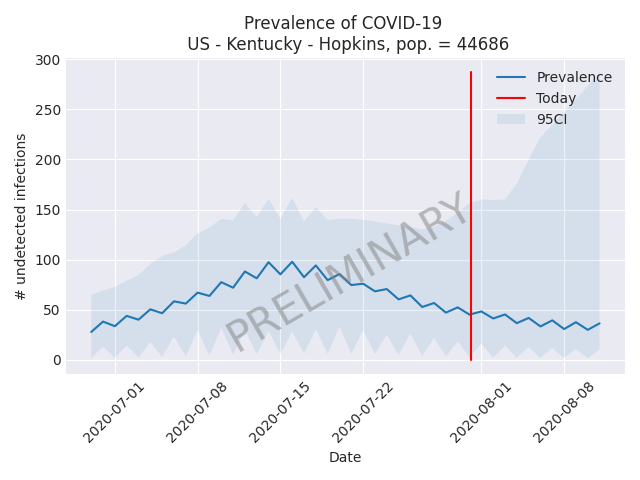 Prevalence of COVID-19
US - Kentucky - Hopkins, pop. = 44686
300
250
200
150
100
50
0
# undetected infections
Prevalence
Today
95CI
PRELIMINARY
2020-07-01
2020-07-08
2020-07-15
2020-07-22
2020-08-01
2020-08-08
Date